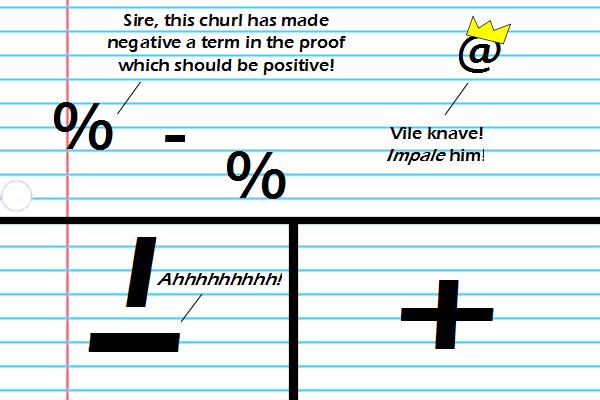 Sire, this churl has made
negative a term in the proof
which should be positive!
@
Vile knave!
Impale him!
% -
%
Ahhhhhhhhh!
+